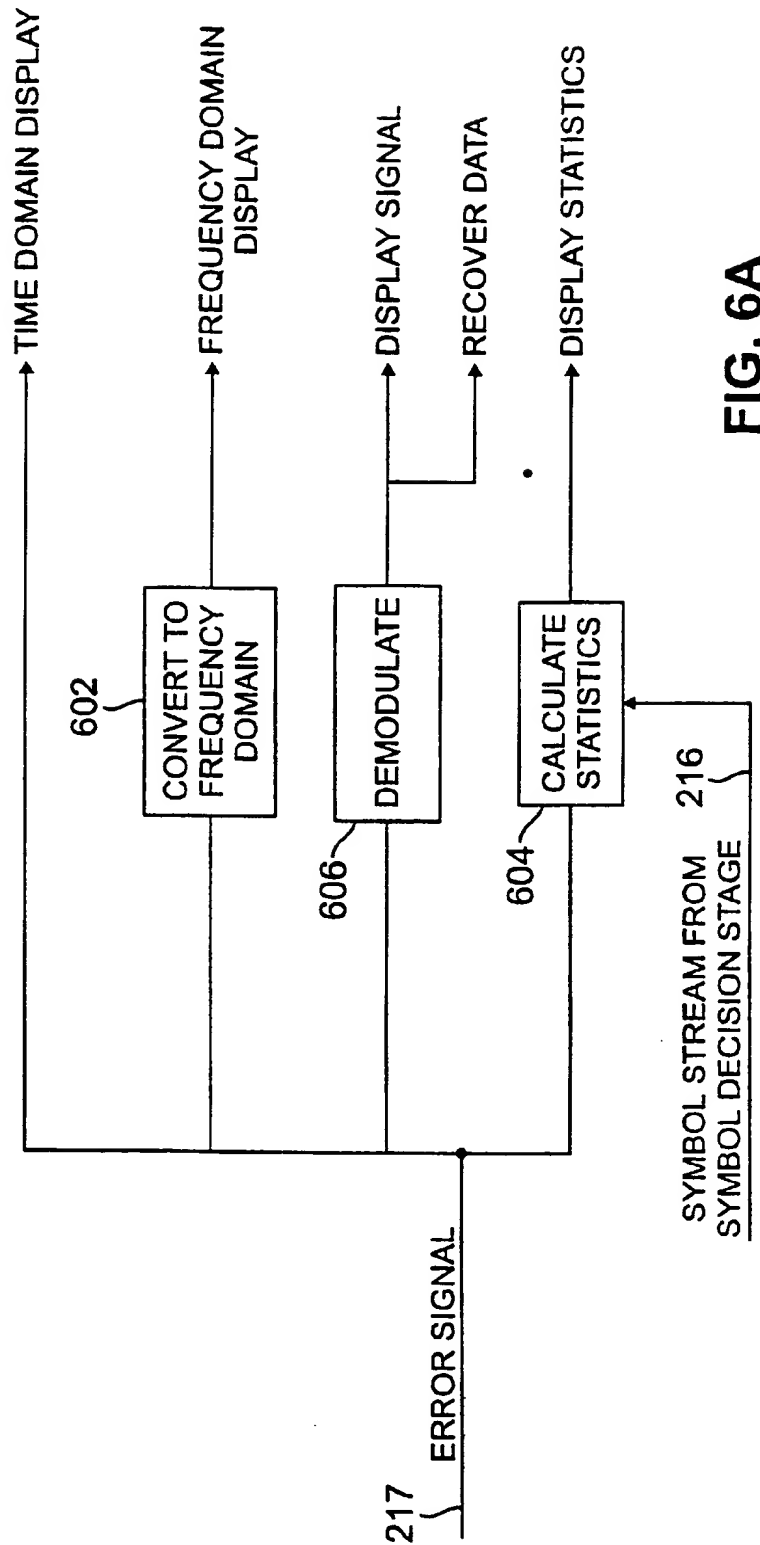 TIME DOMAIN DISPLAY
602
CONVERT TO
FREQUENCY
DOMAIN
FREQUENCY DOMAIN
DISPLAY
606
DEMODULATE
DISPLAY SIGNAL
RECOVER DATA
217
ERROR SIGNAL
604
CALCULATE
STATISTICS
DISPLAY STATISTICS
SYMBOL STREAM FROM
SYMBOL DECISION STAGE
216
FIG. 6A